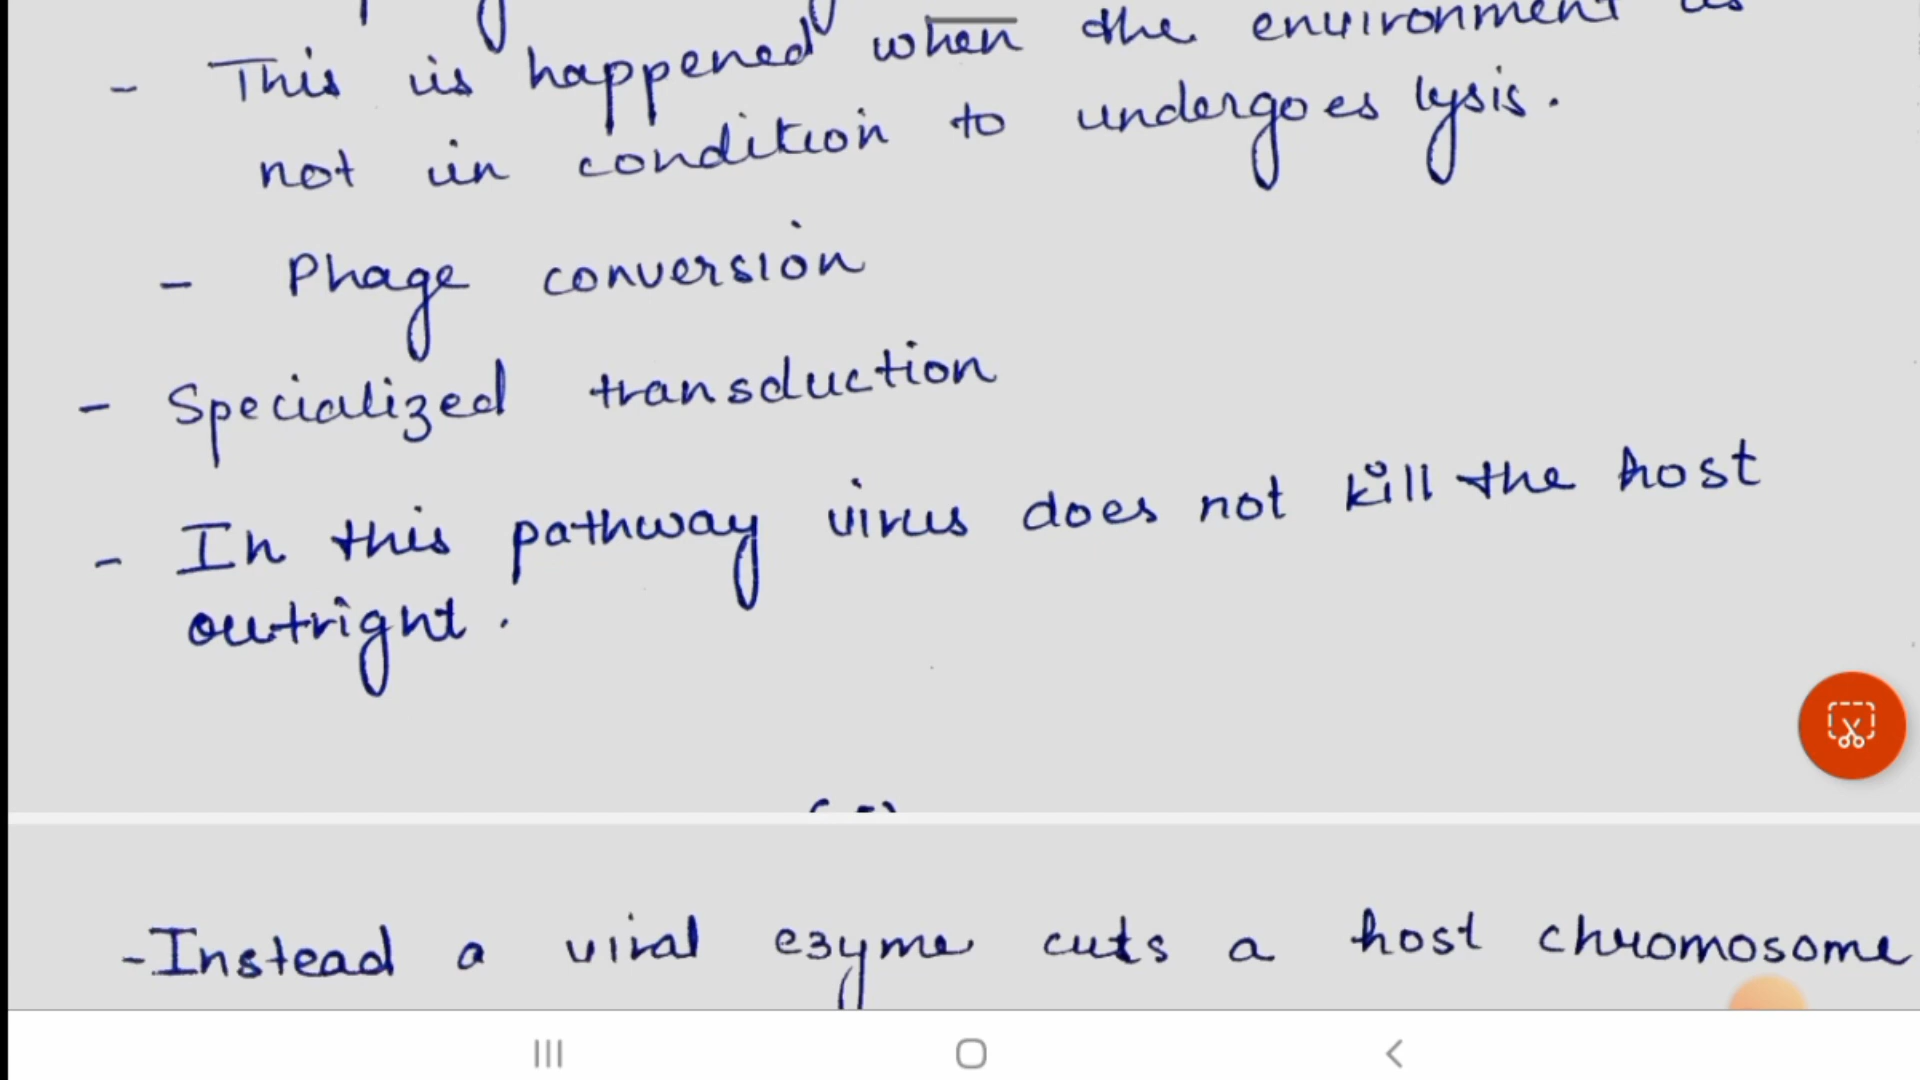 - This is happened when the environment is
not in condition to undergoes lysis.
- Phage conversion
- Specialized transduction
- In this pathway virus does not kill the host
outright.
-Instead a viral ezyme cuts a host chromosome